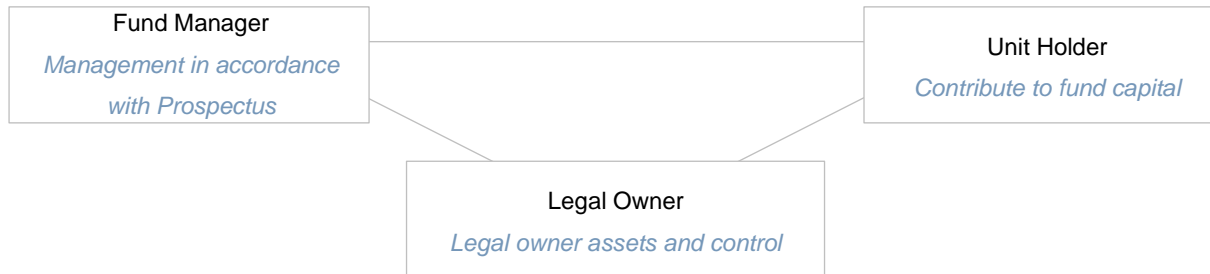 Fund Manager
Management in accordance
with Prospectus
Unit Holder
Contribute to fund capital
Legal Owner
Legal owner assets and control